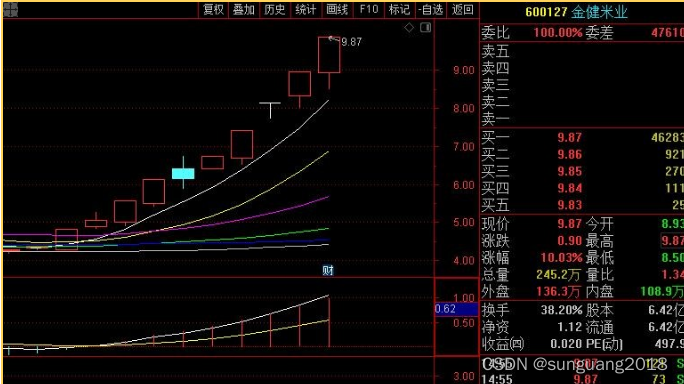 复权 叠加 历史 统计 画线 F10 标记 -自选 返回
600127 金健米业
委比 100.00% 委差 47610
卖五
卖四
卖三
卖二
卖一
买一 9.87 46283
买二 9.86 921
买三 9.85 270
买四 9.84 111
买五 9.83 25
现价 9.87 今开 8.93
涨跌 0.90 最高 9.87
涨幅 10.03% 最低 8.50
总量 245.2万 量比 1.34
外盘 136.3万 内盘 108.9万
换手 38.20% 股本 6.42亿
净资 1.12 流通 6.42亿
收益㈣ 0.020 PE(动) 497.9
14:55 9.87 73 S
9.87
9.00
8.00
7.00
6.00
5.00
4.00
财
1.00
0.62
0.50
3.00
CSDN @sunguang2018